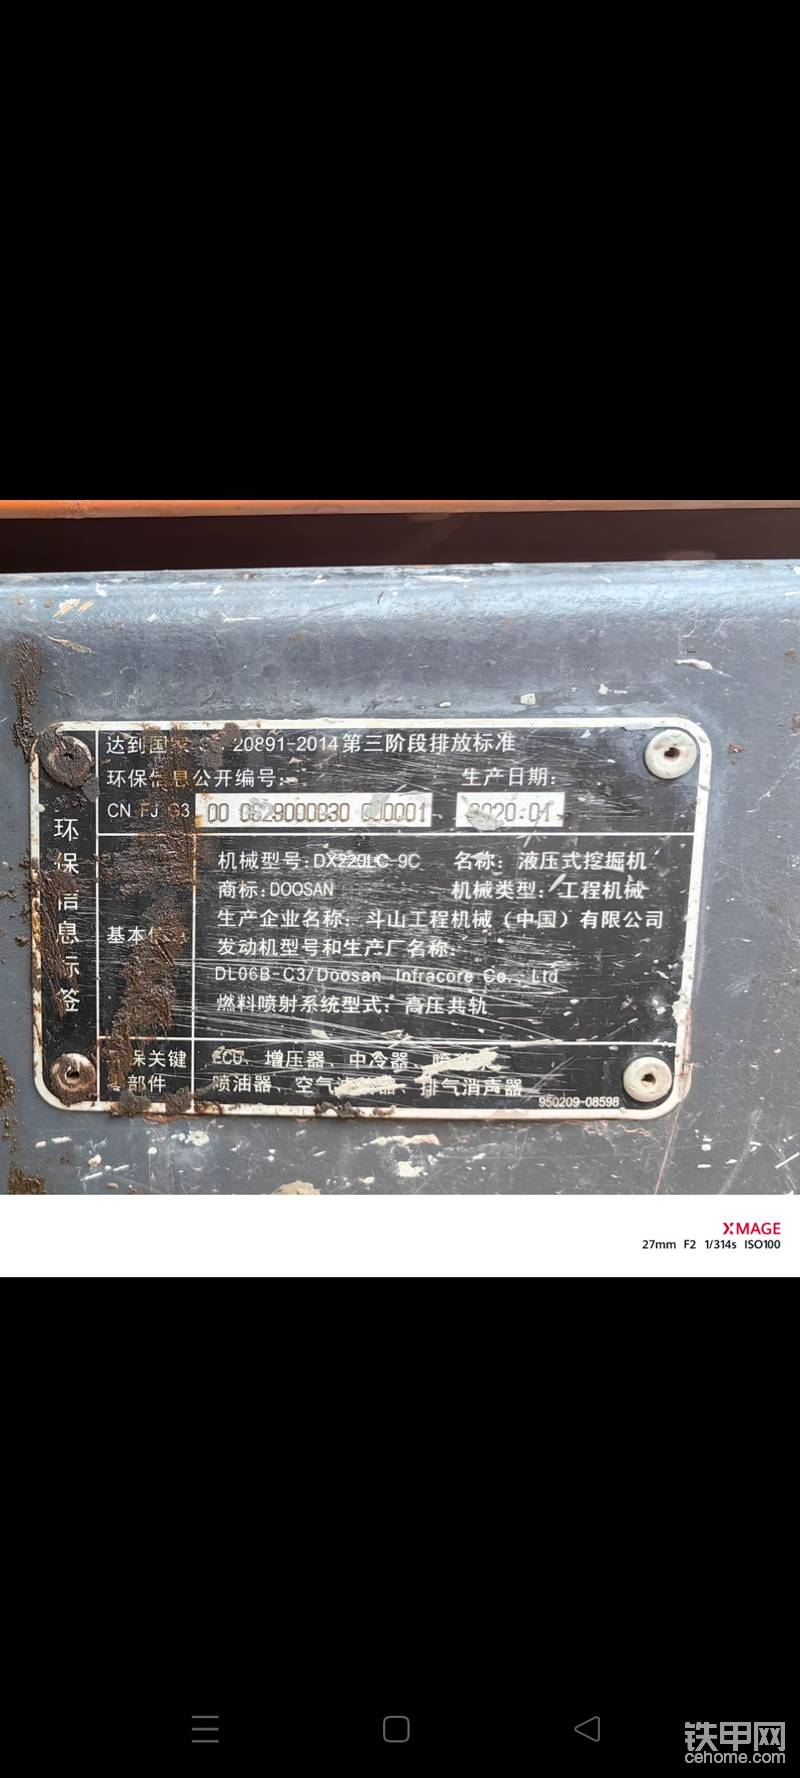 达到国 20891-2014第三阶段排放标准
环保信息公开编号: 生产日期:
CN FJ G3 00 0629000030 000001 2020.01
环保信息标签
机械型号:DX220LC-9C 名称: 液压式挖掘机
商标:DOOSAN 机械类型: 工程机械
基本信
生产企业名称: 斗山工程机械（中国）有限公司
发动机型号和生产厂名称:
DL06B-C3/Doosan Infracore Co., Ltd
燃料喷射系统型式: 高压共轨
保关键 ECU、增压器、中冷器、喷
零部件 喷油器、空气滤 器、排气消声器
950209-08598
XMAGE
27mm F2 1/314s ISO100
铁甲网
cehome.com